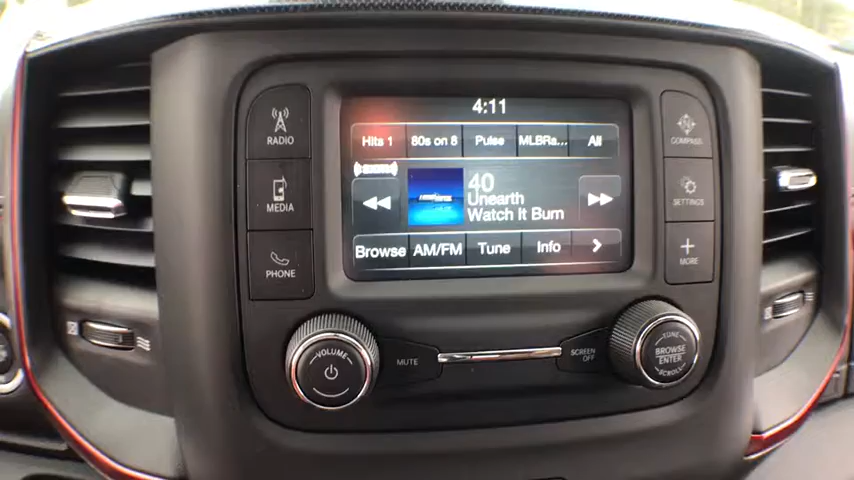 4:11
RADIO
Hits 1
80s on 8
Pulse
MLBRa...
All
COMPASS
MEDIA
40
Unearth
Watch It Burn
SETTINGS
PHONE
Browse
AM/FM
Tune
Info
MORE
VOLUME
MUTE
SCREEN
OFF
TUNE
BROWSE
ENTER
SCROLL